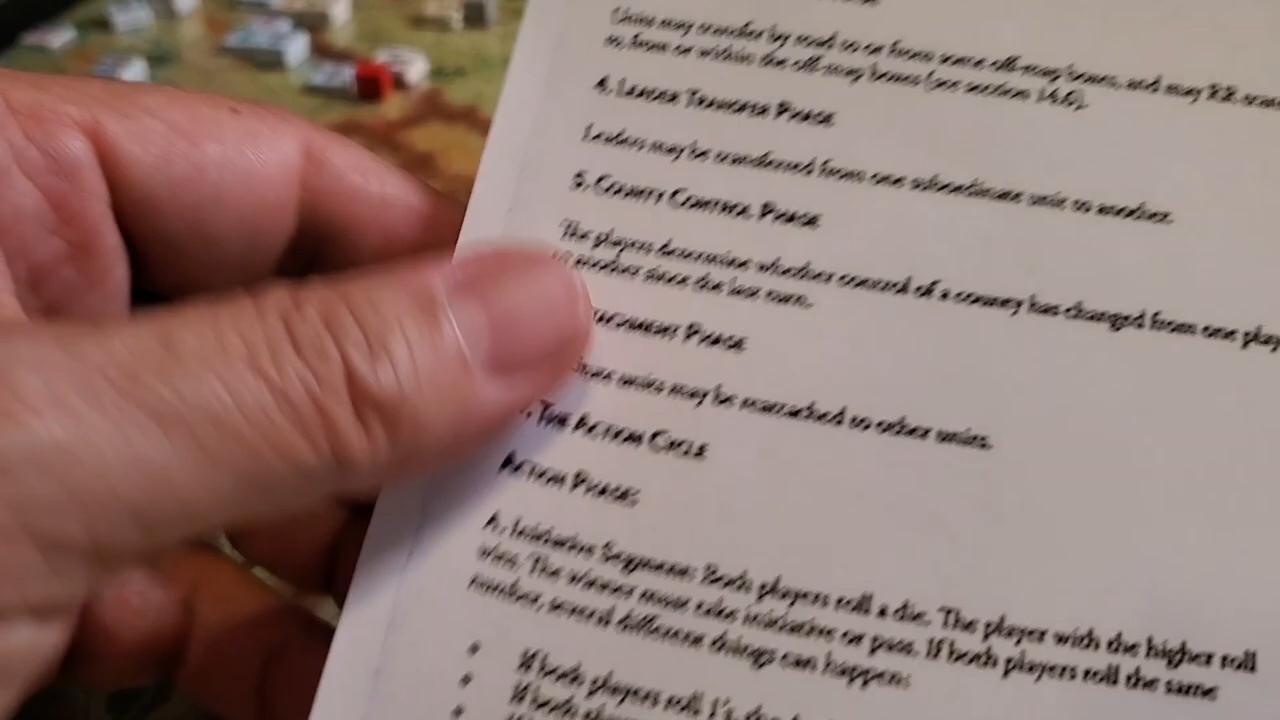 Units may transfer by road to or from some off-map boxes, and may RR
to, from or within the off-map boxes (see section 14.6).
4. LEADER TRANSFER PHASE
Leaders may be transferred from one unit to another.
5. COUNTY CONTROL PHASE
The players determine whether control of a county has changed from one
to another since the last turn.
PHASE
units may be reattached to other units.
THE ACTION CYCLE
ACTION PHASE:
A. Initiative Segment: Both players roll a die. The player with the higher roll
wins. The winner must take initiative or pass. If both players roll the same
number, several different things can happen:
• If both players roll 1's,
• If both
•